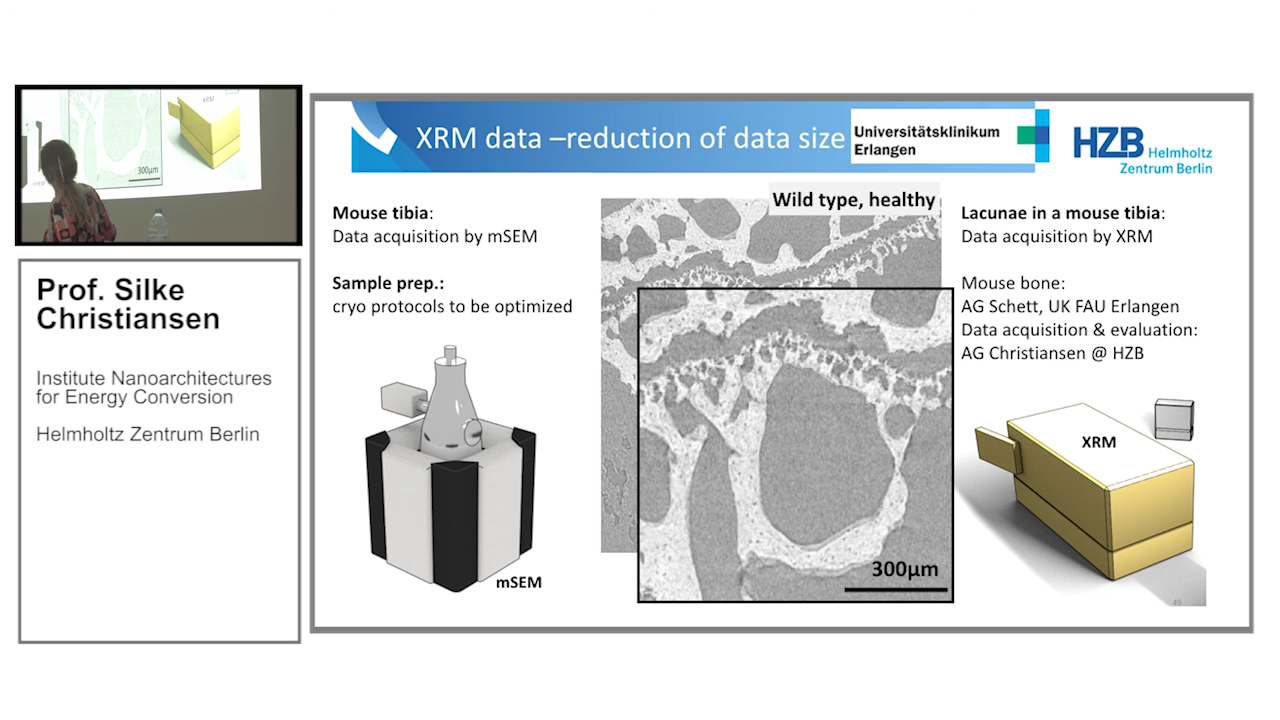 XRM
300μm
Prof. Silke
Christiansen
Institute Nanoarchitectures
for Energy Conversion
Helmholtz Zentrum Berlin
XRM data –reduction of data size
Universitätsklinikum
Erlangen
HZB Helmholtz
Zentrum Berlin
Mouse tibia:
Data acquisition by mSEM
Sample prep.:
cryo protocols to be optimized
mSEM
Wild type, healthy
300μm
Lacunae in a mouse tibia:
Data acquisition by XRM
Mouse bone:
AG Schett, UK FAU Erlangen
Data acquisition & evaluation:
AG Christiansen @ HZB
XRM
49